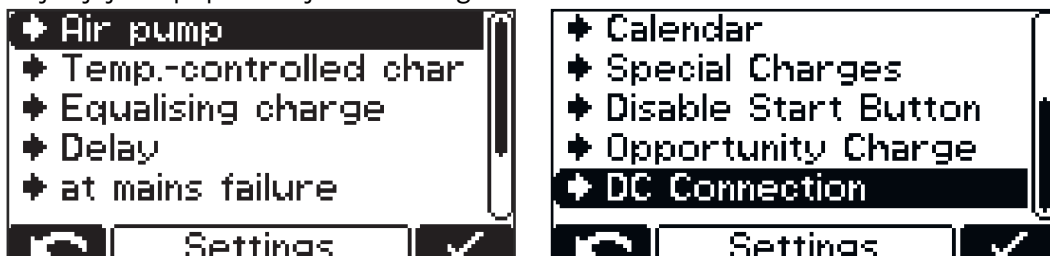 Air pump
Temp.-controlled char
Equalising charge
Delay
at mains failure
Settings
Calendar
Special Charges
Disable Start Button
Opportunity Charge
DC Connection
Settings